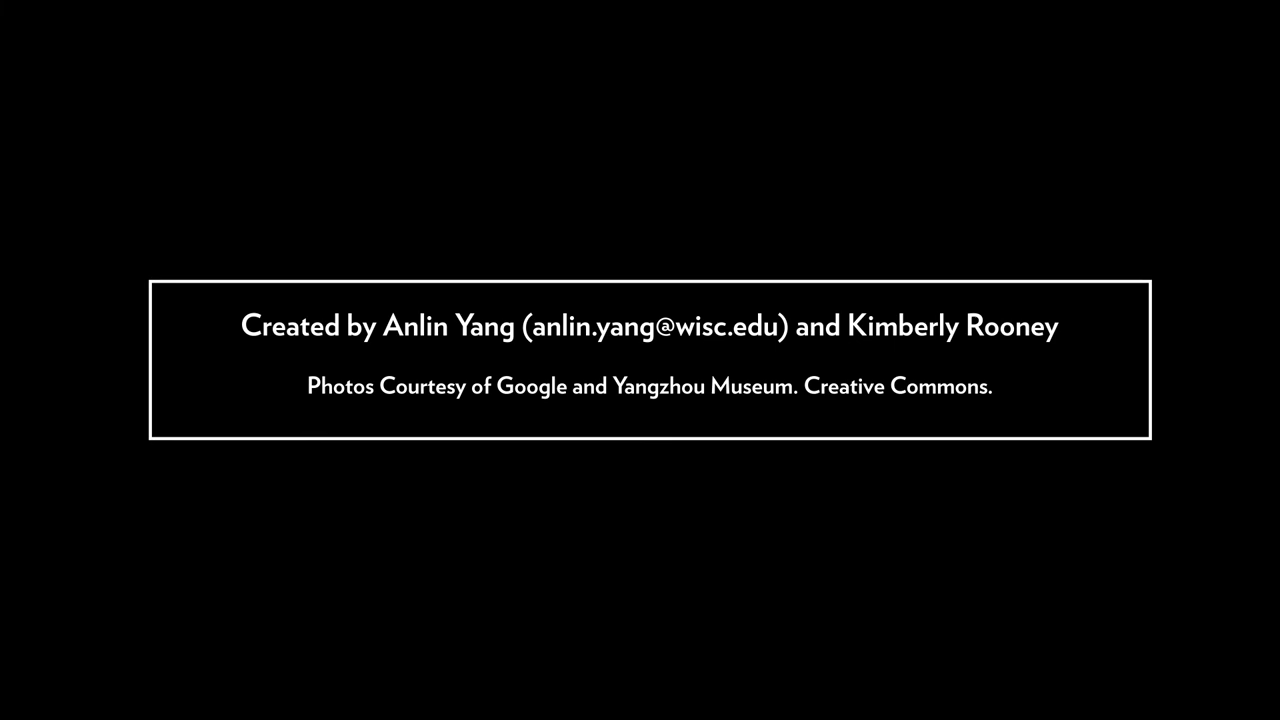 Created by Anlin Yang (anlin.yang@wisc.edu) and Kimberly Rooney
Photos Courtesy of Google and Yangzhou Museum. Creative Commons.